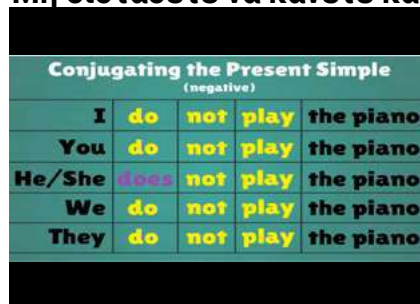 Conjugating the Present Simple
(negative)
I do not play the piano
You do not play the piano
He/She does not play the piano
We do not play the piano
They do not play the piano